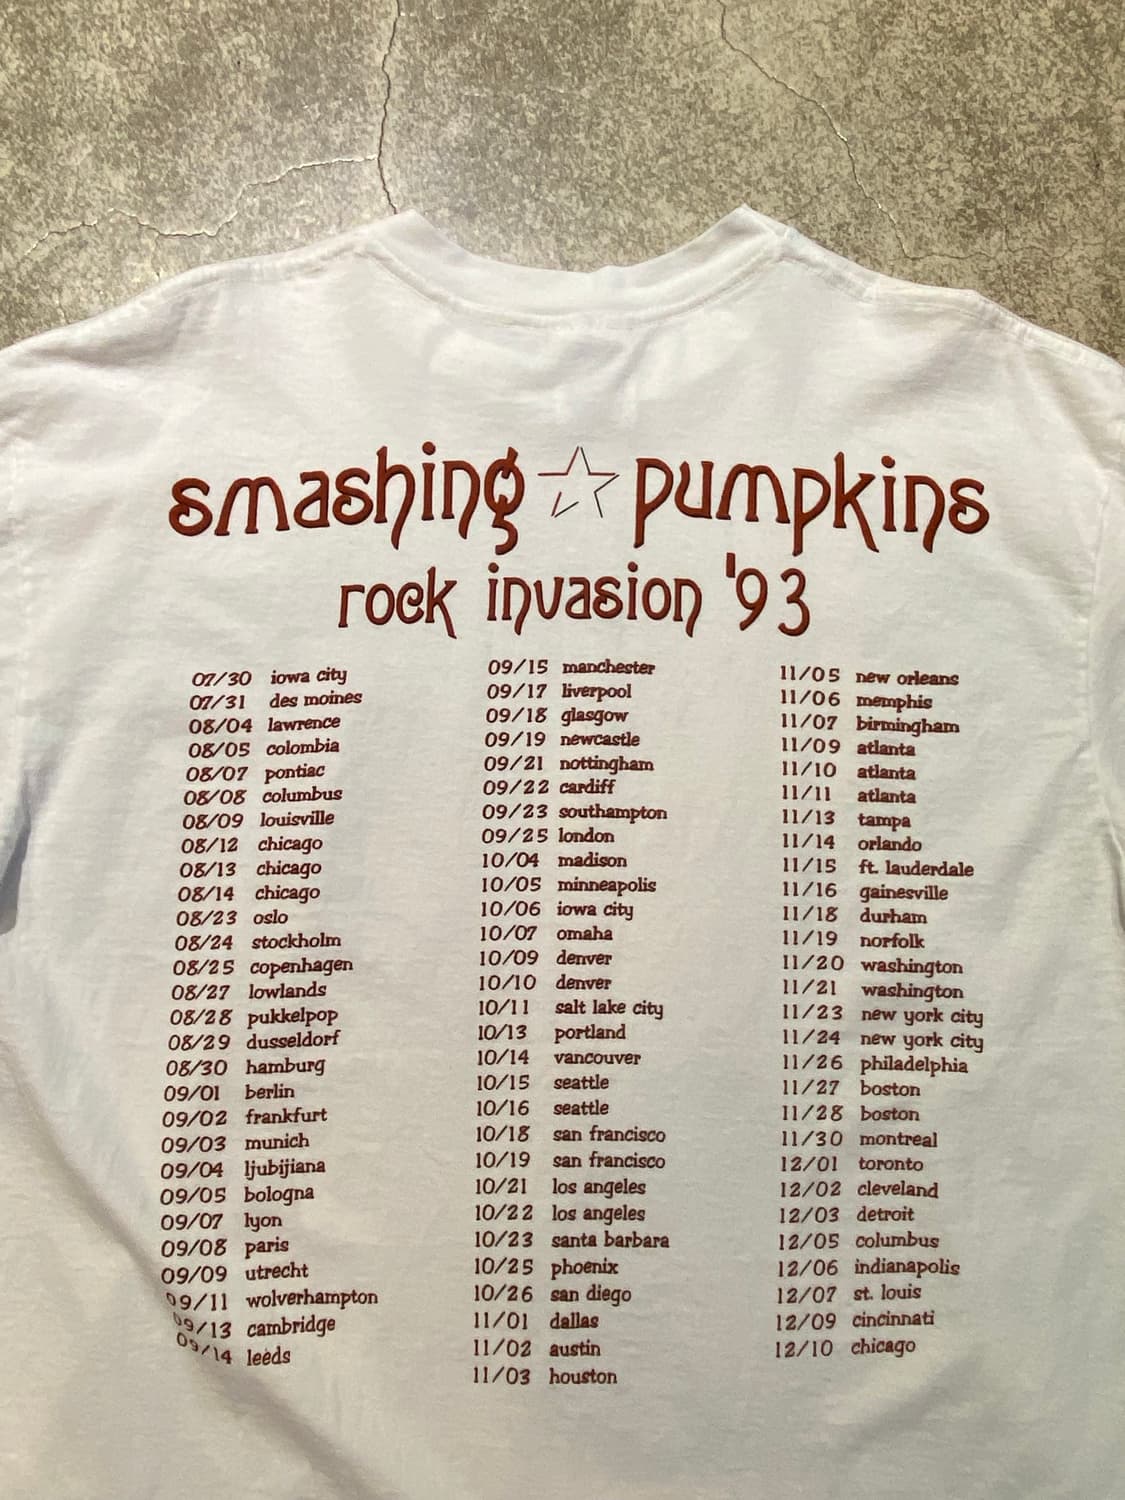 smashing pumpkins
rock invasion '93
07/30 iowa city
07/31 des moines
08/04 lawrence
08/05 colombia
08/07 pontiac
08/08 columbus
08/09 louisville
08/12 chicago
08/13 chicago
08/14 chicago
08/23 oslo
08/24 stockholm
08/25 copenhagen
08/27 lowlands
08/28 pukkelpop
08/29 dusseldorf
08/30 hamburg
09/01 berlin
09/02 frankfurt
09/03 munich
09/04 ljubijiana
09/05 bologna
09/07 lyon
09/08 paris
09/09 utrecht
09/11 wolverhampton
09/13 cambridge
09/14 leeds
09/15 manchester
09/17 liverpool
09/18 glasgow
09/19 newcastle
09/21 nottingham
09/22 cardiff
09/23 southampton
09/25 london
10/04 madison
10/05 minneapolis
10/06 iowa city
10/07 omaha
10/09 denver
10/10 denver
10/11 salt lake city
10/13 portland
10/14 vancouver
10/15 seattle
10/16 seattle
10/18 san francisco
10/19 san francisco
10/21 los angeles
10/22 los angeles
10/23 santa barbara
10/25 phoenix
10/26 san diego
11/01 dallas
11/02 austin
11/03 houston
11/05 new orleans
11/06 memphis
11/07 birmingham
11/09 atlanta
11/10 atlanta
11/11 atlanta
11/13 tampa
11/14 orlando
11/15 ft. lauderdale
11/16 gainesville
11/18 durham
11/19 norfolk
11/20 washington
11/21 washington
11/23 new york city
11/24 new york city
11/26 philadelphia
11/27 boston
11/28 boston
11/30 montreal
12/01 toronto
12/02 cleveland
12/03 detroit
12/05 columbus
12/06 indianapolis
12/07 st. louis
12/09 cincinnati
12/10 chicago